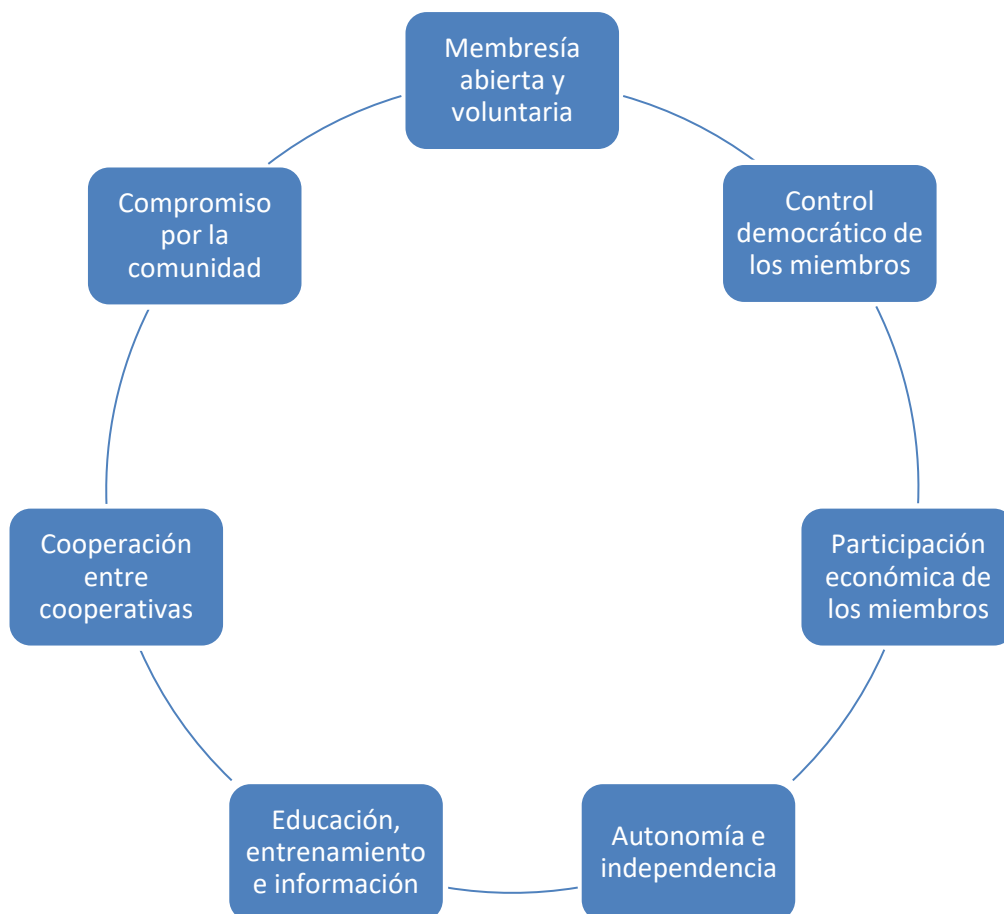 Membresía
abierta y
voluntaria
Control
democrático de
los miembros
Participación
económica de
los miembros
Autonomía e
independencia
Educación,
entrenamiento
e información
Cooperación
entre
cooperativas
Compromiso
por la
comunidad